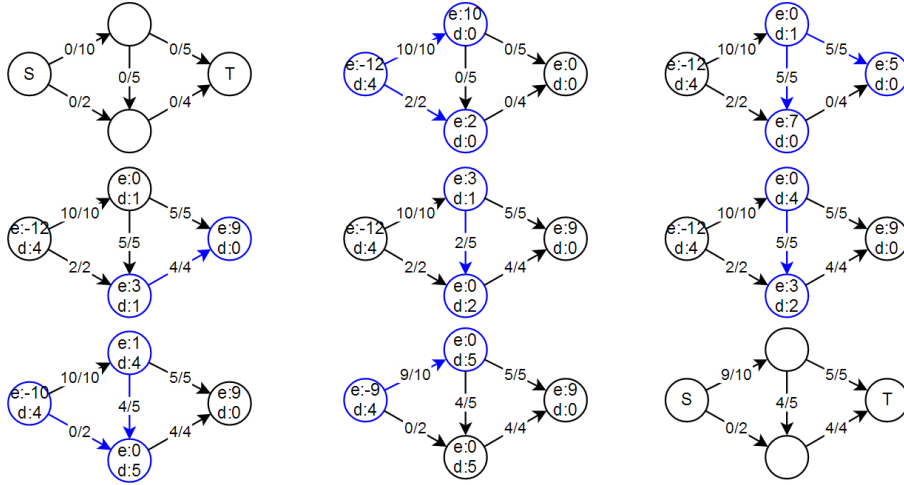 0/10
0/5
S
T
0/5
0/2
0/4
e:10
d:0
10/10
0/5
e:-12
d:4
e:0
d:0
0/5
2/2
0/4
e:2
d:0
e:0
d:1
10/10
5/5
e:-12
d:4
e:5
d:0
5/5
2/2
0/4
e:7
d:0
e:0
d:1
10/10
5/5
e:-12
d:4
e:9
d:0
5/5
2/2
4/4
e:3
d:1
e:3
d:1
10/10
5/5
e:-12
d:4
e:9
d:0
2/5
2/2
4/4
e:0
d:2
e:0
d:4
10/10
5/5
e:-12
d:4
e:9
d:0
5/5
2/2
4/4
e:3
d:2
e:1
d:4
10/10
5/5
e:-10
d:4
e:9
d:0
4/5
0/2
4/4
e:0
d:5
e:0
d:5
9/10
5/5
e:-9
d:4
e:9
d:0
4/5
0/2
4/4
e:0
d:5
9/10
5/5
S
T
4/5
0/2
4/4